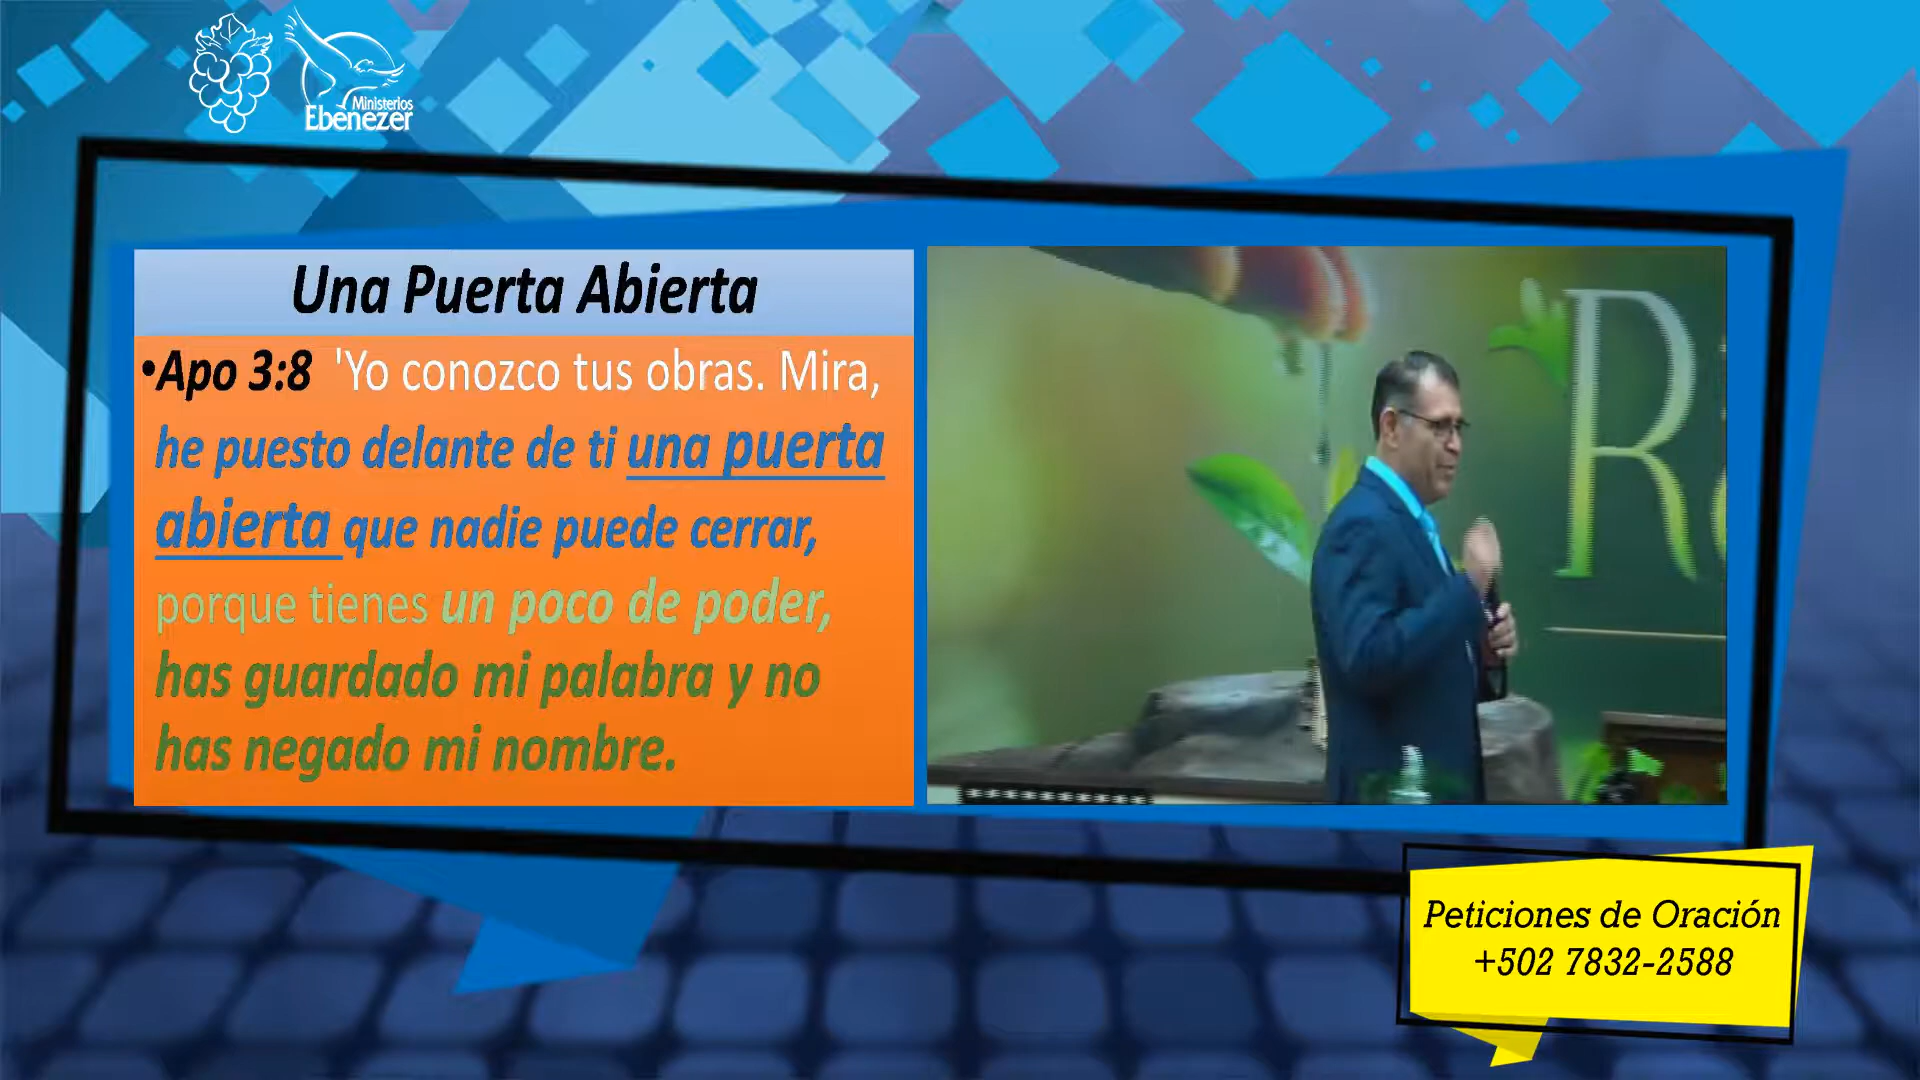 Ministerios
Ebenezer
Una Puerta Abierta
•Apo 3:8 'Yo conozco tus obras. Mira,
he puesto delante de ti una puerta
abierta que nadie puede cerrar,
porque tienes un poco de poder,
has guardado mi palabra y no
has negado mi nombre.
R
Peticiones de Oración
+502 7832-2588